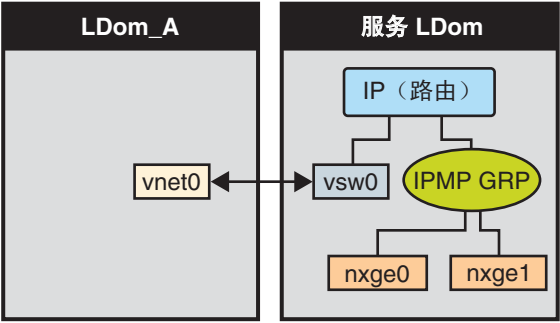 LDom_A
服务 LDom
IP（路由）
vnet0
vsw0
IPMP GRP
nxge0
nxge1